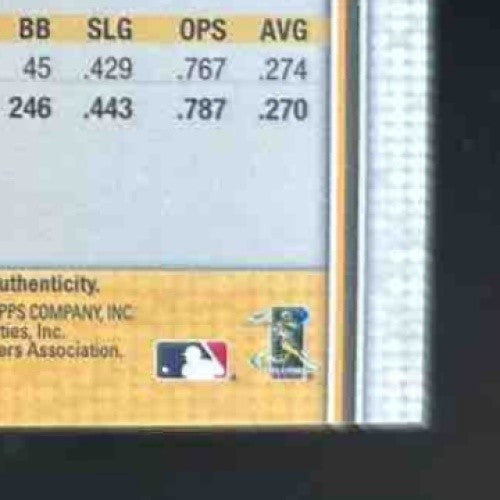 BB SLG OPS AVG
45 .429 .767 .274
246 .443 .787 .270
uthenticity.
PPS COMPANY, INC.
ties, Inc.
ers Association.